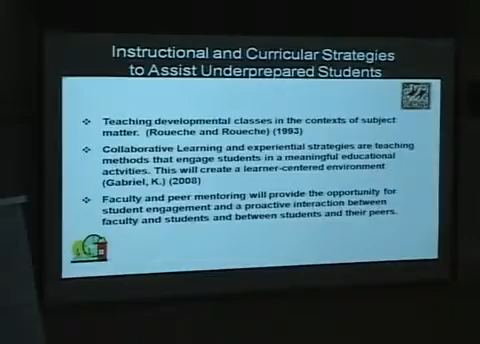 Instructional and Curricular Strategies
to Assist Underprepared Students
Teaching developmental classes in the contexts of subject
matter. (Roueche and Roueche) (1993)
Collaborative Learning and experiential strategies are teaching
methods that engage students in a meaningful educational
actvities. This will create a learner-centered environment
(Gabriel, K.) (2008)
Faculty and peer mentoring will provide the opportunity for
student engagement and a proactive interaction between
faculty and students and between students and their peers.